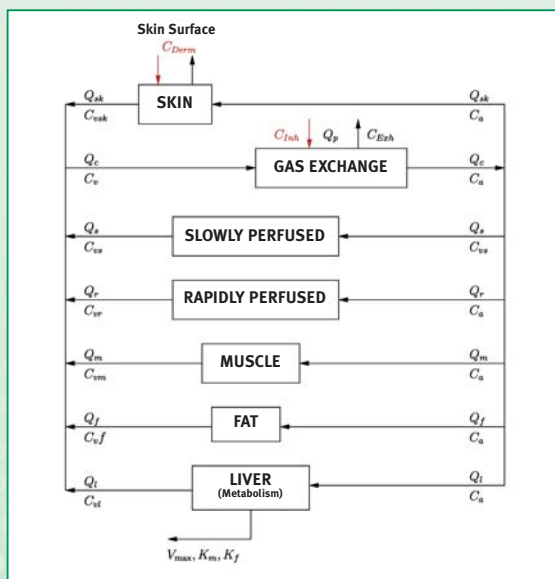 Skin Surface
C_Derm
Q_sk SKIN Q_sk
C_vsk C_a
C_Inh Q_p C_Exh
Q_c GAS EXCHANGE Q_c
C_v C_a
Q_s SLOWLY PERFUSED Q_s
C_vs C_vs
Q_r RAPIDLY PERFUSED Q_r
C_vr C_a
Q_m MUSCLE Q_m
C_vm C_a
Q_f FAT Q_f
C_vf C_a
Q_l LIVER Q_l
C_vl (Metabolism) C_a
V_max, K_m, K_f